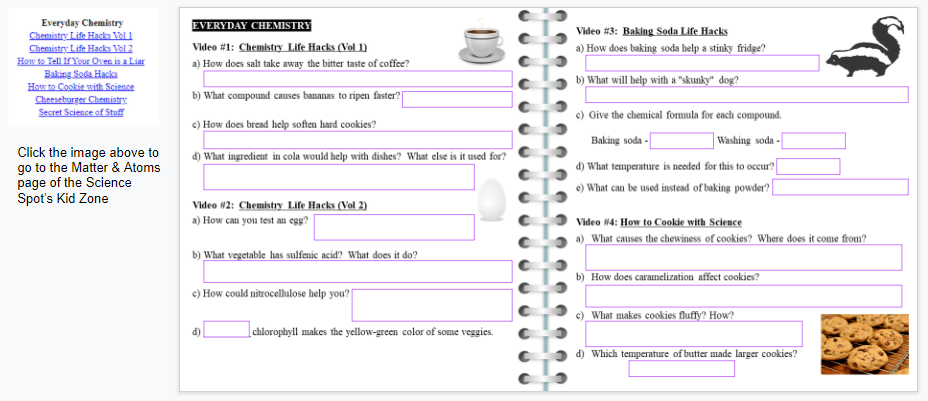 Everyday Chemistry
Chemistry Life Hacks Vol 1
Chemistry Life Hacks Vol 2
How to Tell If Your Oven is a Liar
Baking Soda Hacks
How to Cookie with Science
Cheeseburger Chemistry
Secret Science of Stuff
Click the image above to
go to the Matter & Atoms
page of the Science
Spot's Kid Zone
EVERYDAY CHEMISTRY
Video #1: Chemistry Life Hacks (Vol 1)
a) How does salt take away the bitter taste of coffee?
b) What compound causes bananas to ripen faster?
c) How does bread help soften hard cookies?
d) What ingredient in cola would help with dishes? What else is it used for?
Video #2: Chemistry Life Hacks (Vol 2)
a) How can you test an egg?
b) What vegetable has sulfenic acid? What does it do?
c) How could nitrocellulose help you?
d) chlorophyll makes the yellow-green color of some veggies.
Video #3: Baking Soda Life Hacks
a) How does baking soda help a stinky fridge?
b) What will help with a "skunky" dog?
c) Give the chemical formula for each compound.
Baking soda - Washing soda -
d) What temperature is needed for this to occur?
e) What can be used instead of baking powder?
Video #4: How to Cookie with Science
a) What causes the chewiness of cookies? Where does it come from?
b) How does caramelization affect cookies?
c) What makes cookies fluffy? How?
d) Which temperature of butter made larger cookies?